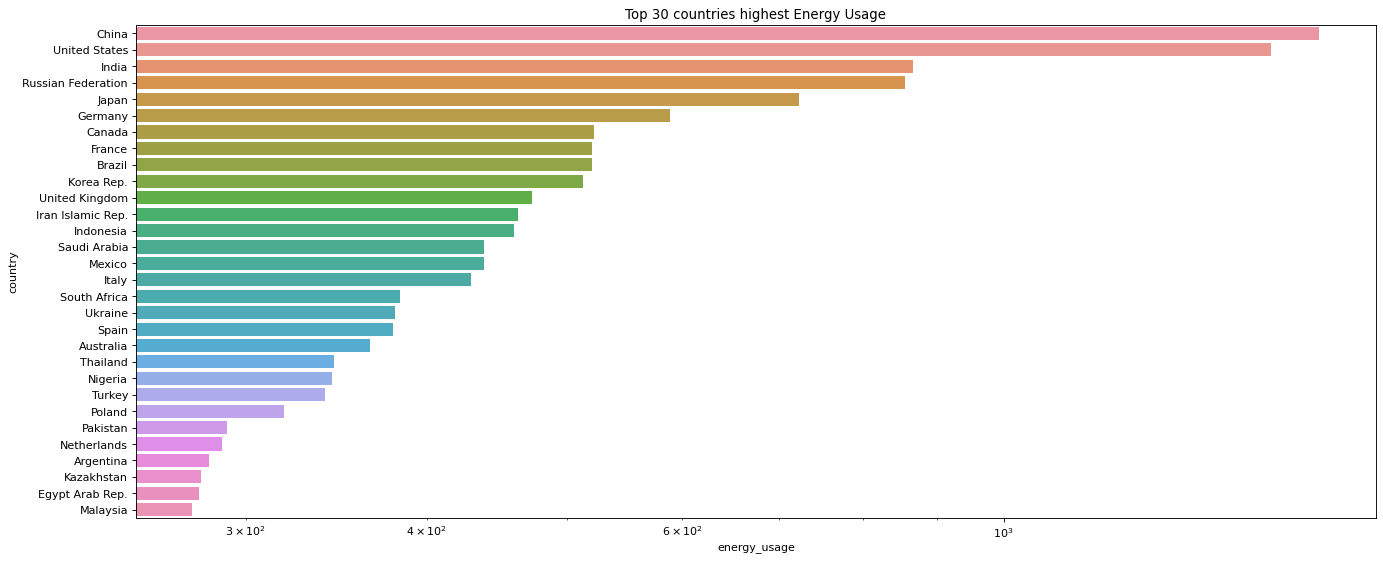 Top 30 countries highest Energy Usage
China
United States
India
Russian Federation
Japan
Germany
Canada
France
Brazil
Korea Rep.
United Kingdom
Iran Islamic Rep.
Indonesia
Saudi Arabia
Mexico
Italy
South Africa
Ukraine
Spain
Australia
Thailand
Nigeria
Turkey
Poland
Pakistan
Netherlands
Argentina
Kazakhstan
Egypt Arab Rep.
Malaysia
country
3 × 10² 4 × 10² 6 × 10² 10³
energy_usage